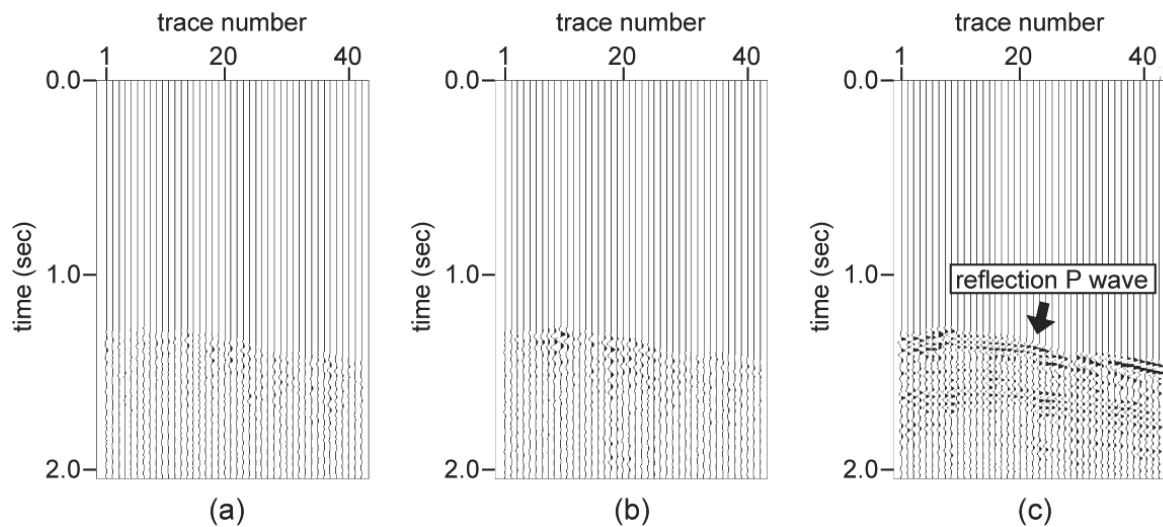 trace number
1 20 40
0.0
time (sec)
1.0
2.0
(a)
trace number
1 20 40
0.0
time (sec)
1.0
2.0
(b)
trace number
1 20 40
0.0
time (sec)
1.0
reflection P wave
2.0
(c)